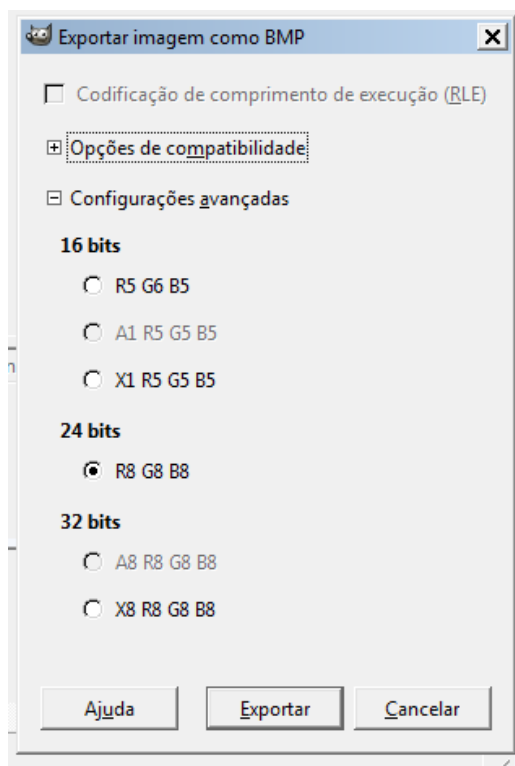 Exportar imagem como BMP
Codificação de comprimento de execução (RLE)
Opções de compatibilidade
Configurações avançadas
16 bits
R5 G6 B5
A1 R5 G5 B5
X1 R5 G5 B5
24 bits
R8 G8 B8
32 bits
A8 R8 G8 B8
X8 R8 G8 B8
Ajuda Exportar Cancelar